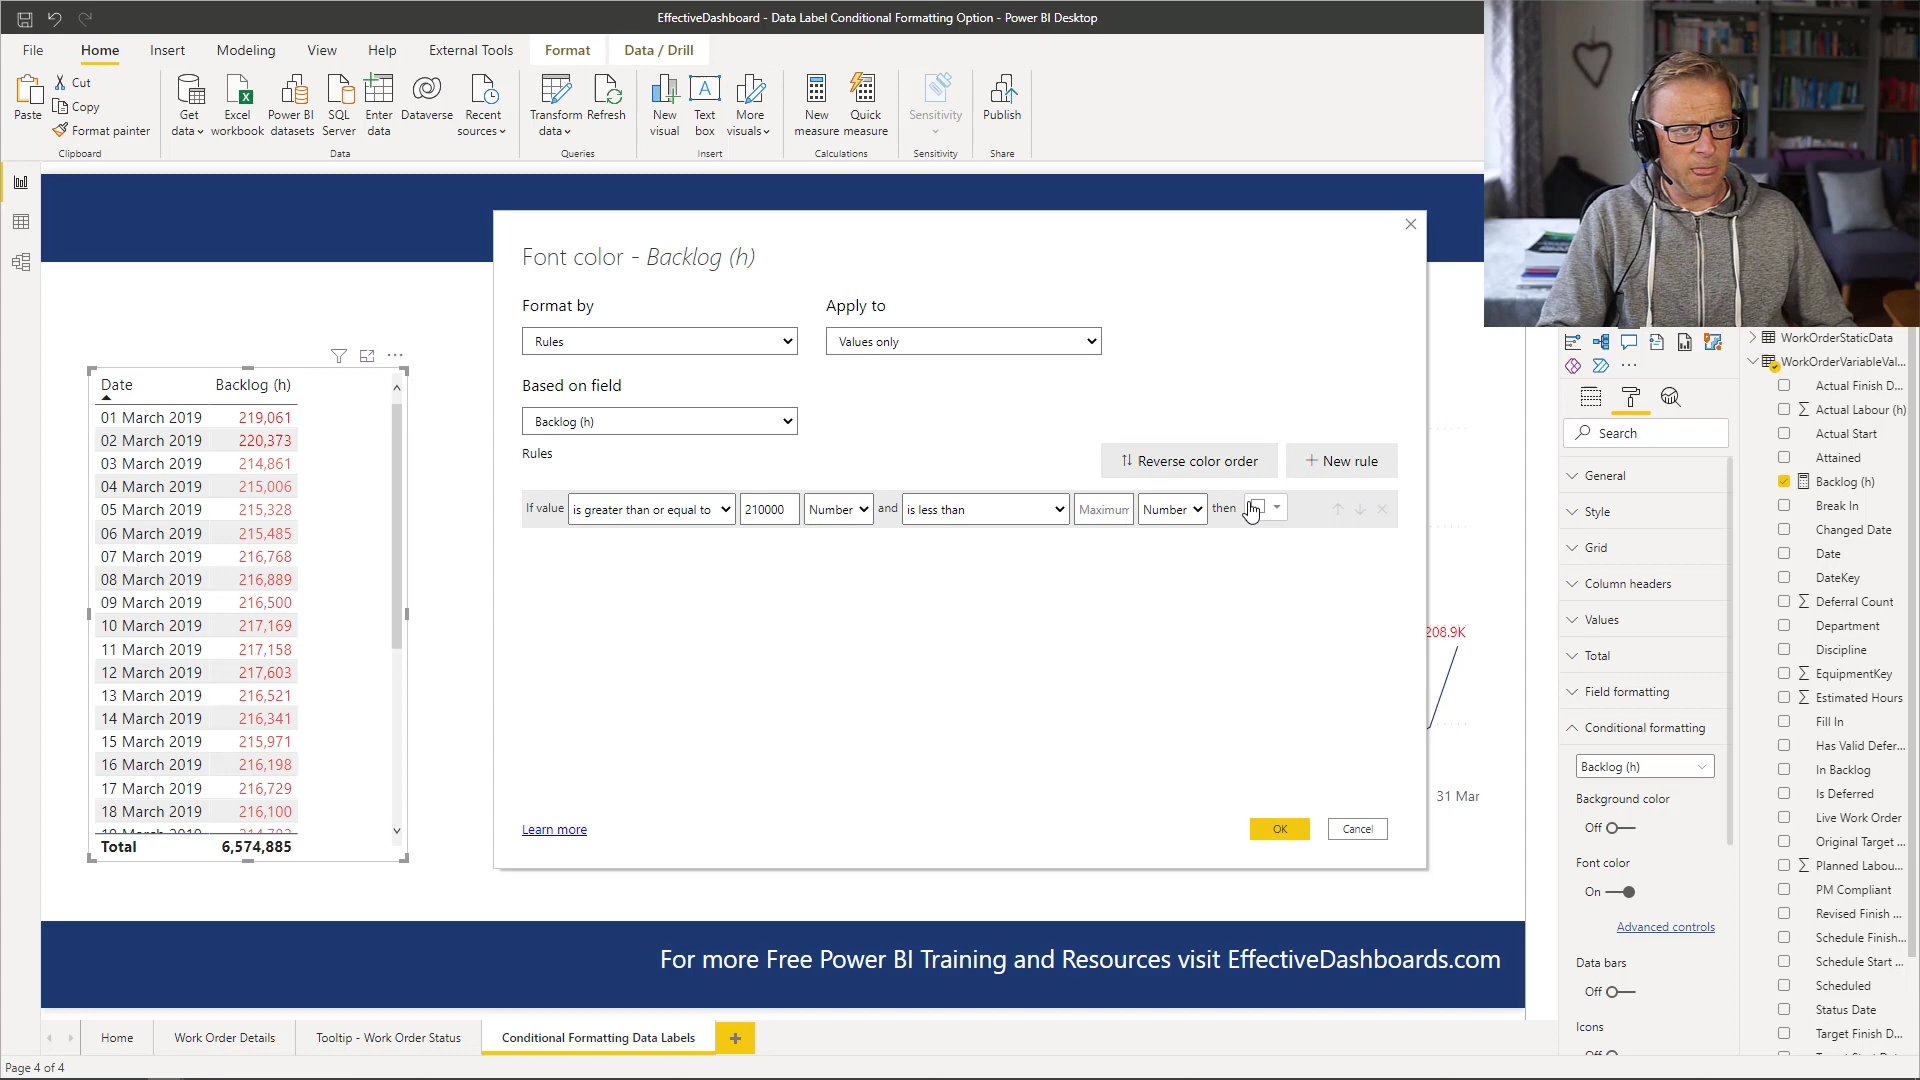 EffectiveDashboard - Data Label Conditional Formatting Option - Power BI Desktop
File Home Insert Modeling View Help External Tools Format Data / Drill
Paste
Cut
Copy
Format painter
Clipboard
Get data
Excel workbook
Power BI datasets
SQL Server
Enter data
Dataverse
Recent sources
Data
Transform data
Refresh
Queries
New visual
Text box
More visuals
Insert
New measure
Quick measure
Calculations
Sensitivity
Sensitivity
Publish
Share
Date Backlog (h)
01 March 2019 219,061
02 March 2019 220,373
03 March 2019 214,861
04 March 2019 215,006
05 March 2019 215,328
06 March 2019 215,485
07 March 2019 216,768
08 March 2019 216,889
09 March 2019 216,500
10 March 2019 217,169
11 March 2019 217,158
12 March 2019 217,603
13 March 2019 216,521
14 March 2019 216,341
15 March 2019 215,971
16 March 2019 216,198
17 March 2019 216,729
18 March 2019 216,100
Total 6,574,885
Font color - Backlog (h)
Format by Apply to
Rules Values only
Based on field
Backlog (h)
Rules
Reverse color order New rule
If value is greater than or equal to 210000 Number and is less than Maximum Number then
Learn more
OK Cancel
208.9K
31 Mar
Search
General
Style
Grid
Column headers
Values
Total
Field formatting
Conditional formatting
Backlog (h)
Background color
Off
Font color
On
Advanced controls
Data bars
Off
Icons
WorkOrderStaticData
WorkOrderVariableVal...
Actual Finish D...
Actual Labour (h)
Actual Start
Attained
Backlog (h)
Break In
Changed Date
Date
DateKey
Deferral Count
Department
Discipline
EquipmentKey
Estimated Hours
Fill In
Has Valid Defer...
In Backlog
Is Deferred
Live Work Order
Original Target ...
Planned Labou...
PM Compliant
Revised Finish ...
Schedule Finish...
Schedule Start ...
Scheduled
Status Date
Target Finish D...
For more Free Power BI Training and Resources visit EffectiveDashboards.com
Home Work Order Details Tooltip - Work Order Status Conditional Formatting Data Labels
Page 4 of 4